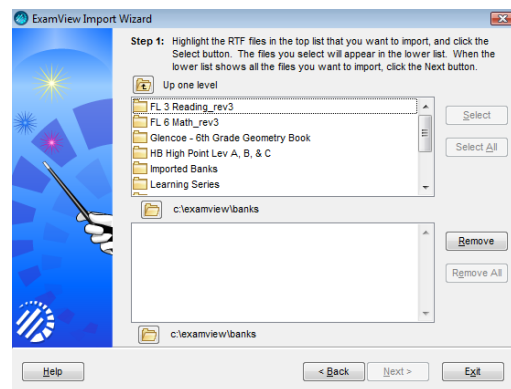 ExamView Import Wizard
Step 1: Highlight the RTF files in the top list that you want to import, and click the
Select button. The files you select will appear in the lower list. When the
lower list shows all the files you want to import, click the Next button.
Up one level
FL 3 Reading_rev3
FL 6 Math_rev3
Glencoe - 6th Grade Geometry Book
HB High Point Lev A, B, & C
Imported Banks
Learning Series
Select
Select All
c:\examview\banks
Remove
Remove All
c:\examview\banks
Help
< Back
Next >
Exit